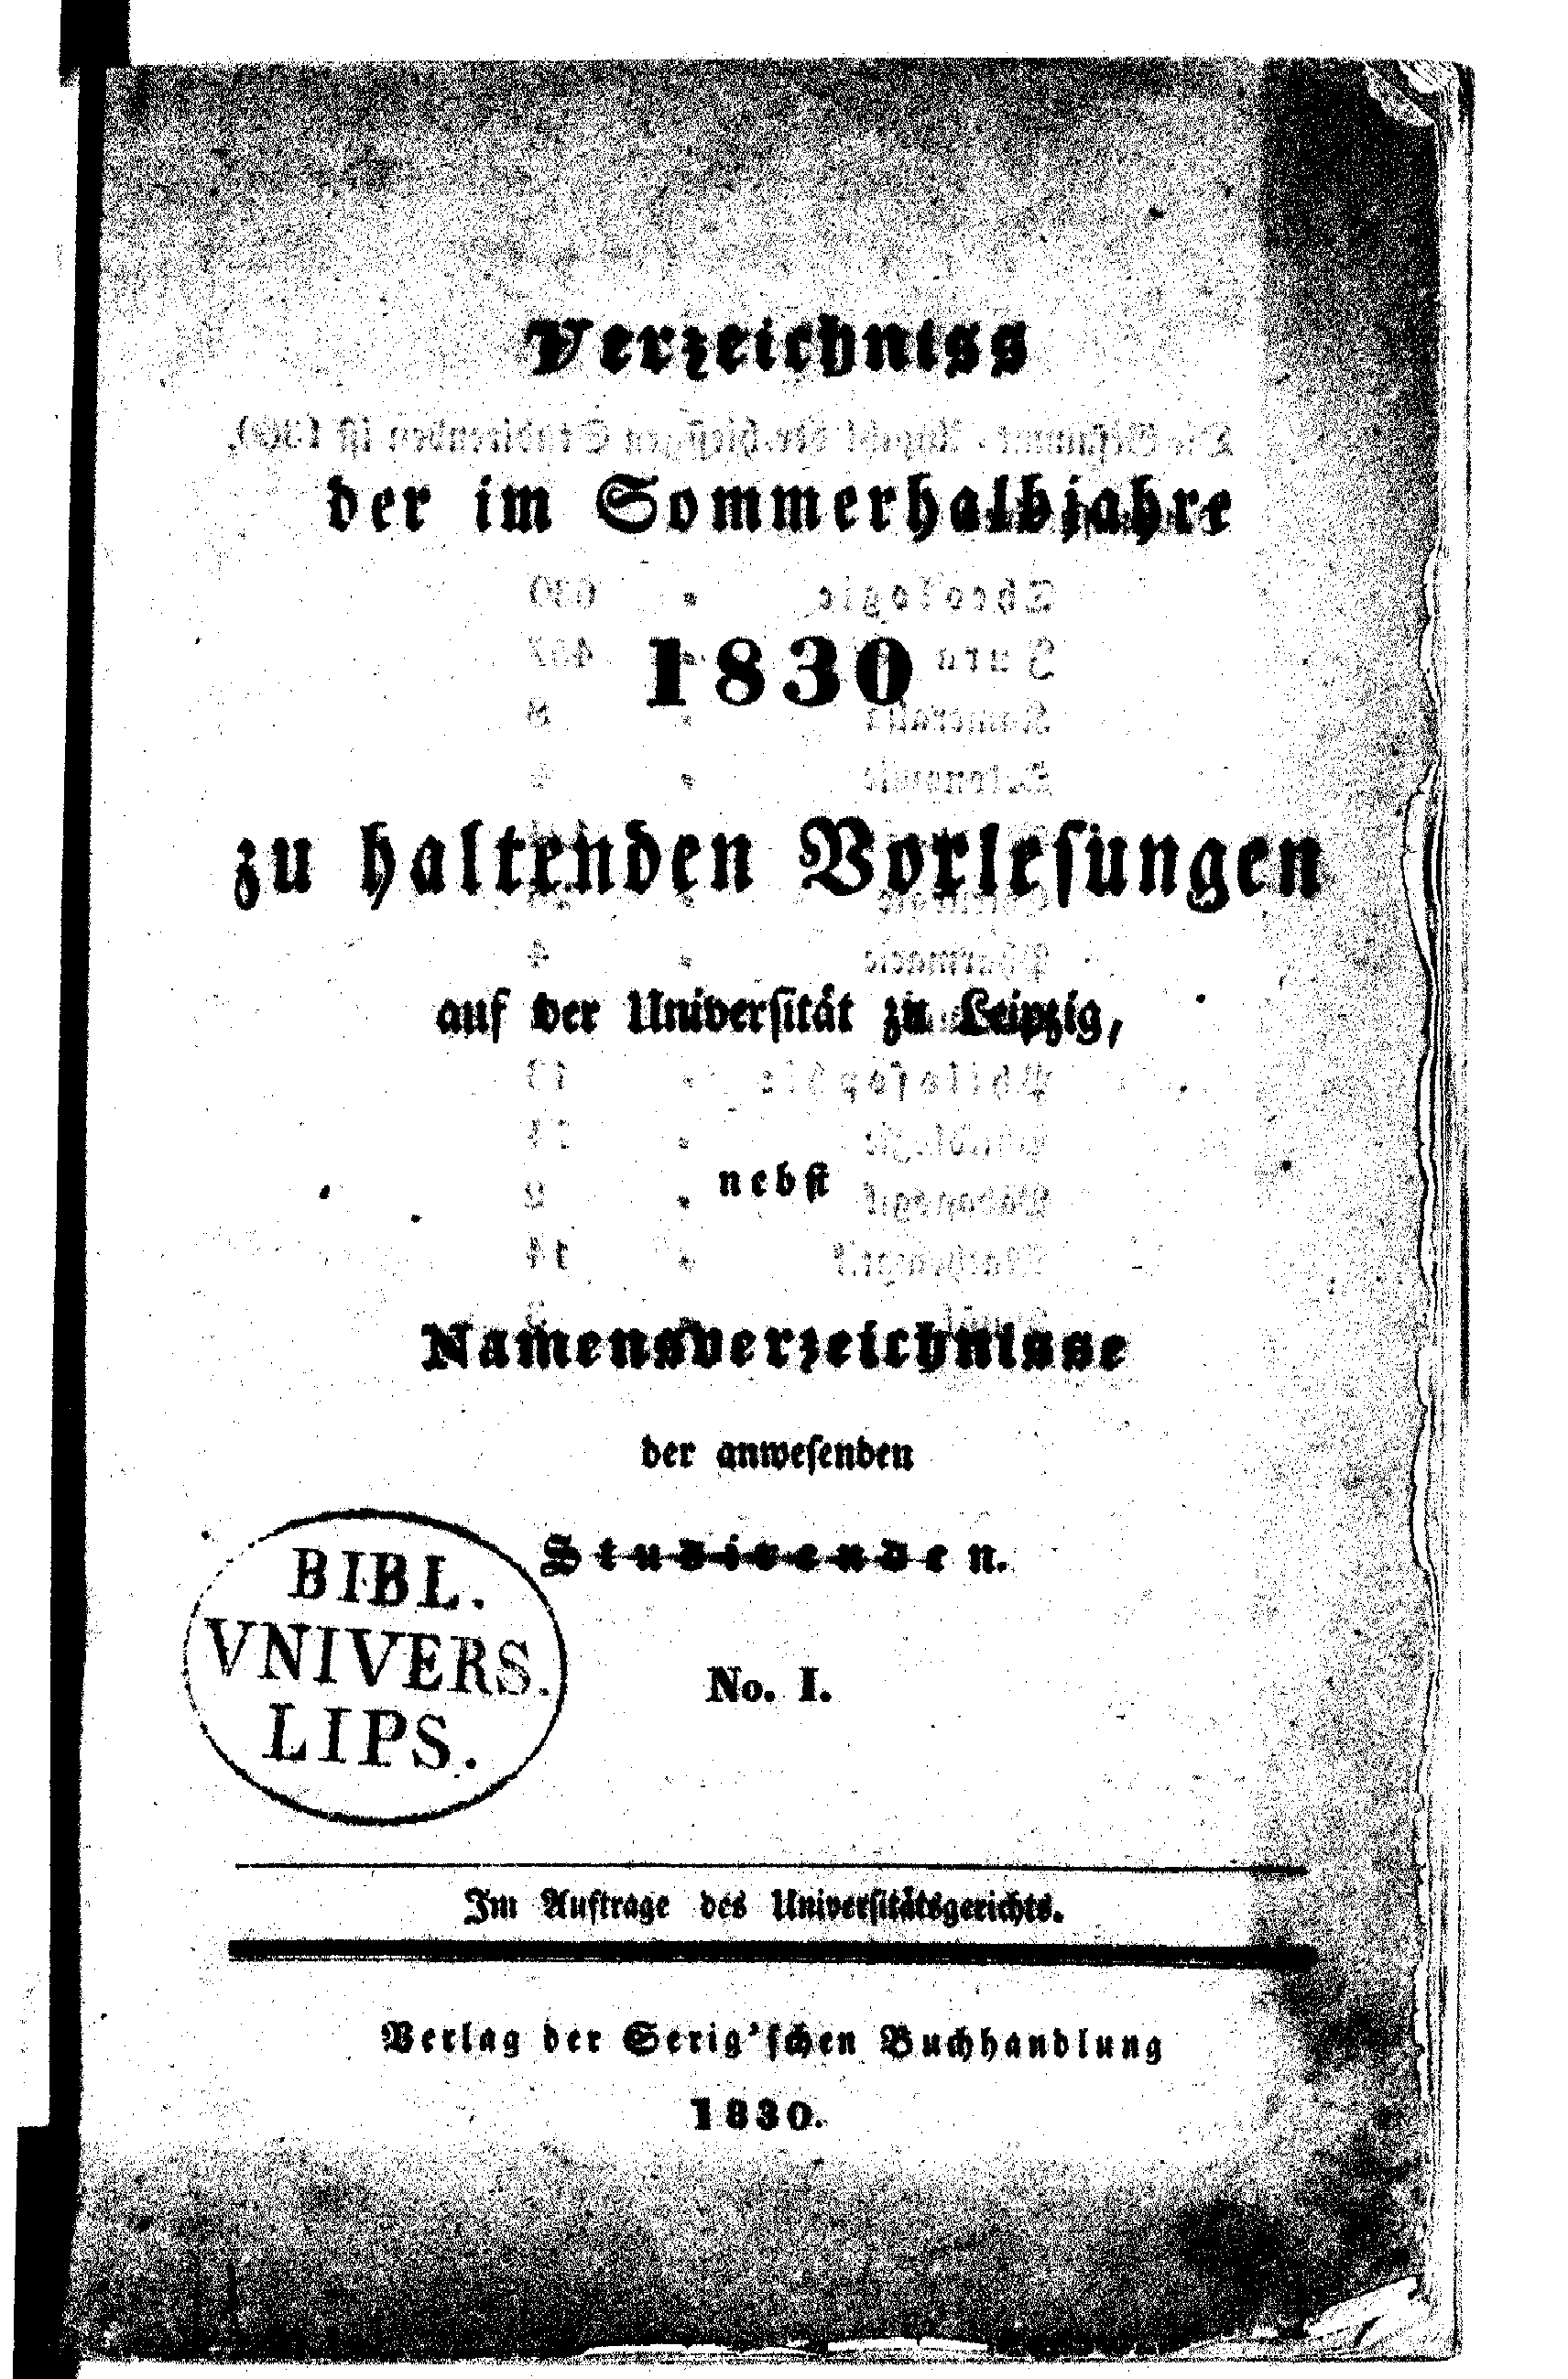 Verzeichniss
der im Sommerhalbjahre
1830
zu haltenden Vorlesungen
auf der Universität zu Leipzig,
nebst
Namensverzeichnisse
der anwesenden
Studirenden.
BIBL.
VNIVERS.
LIPS.
No. I.
Im Auftrage des Universitätsgerichts.
Verlag der Serig'schen Buchhandlung
1830.